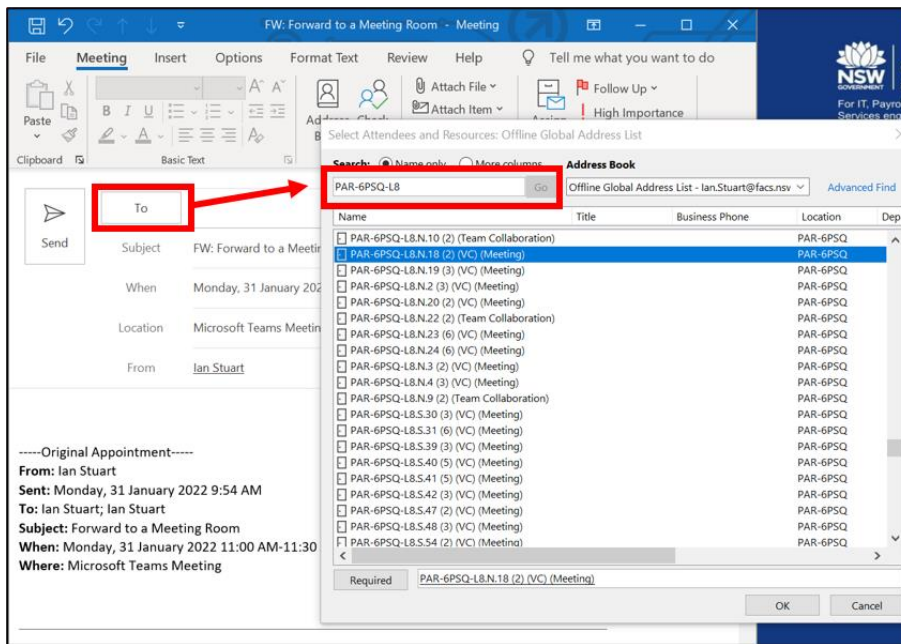 FW: Forward to a Meeting Room - Meeting
File Meeting Insert Options Format Text Review Help Tell me what you want to do
Paste
Clipboard
B I U
A
Basic Text
Attach File
Attach Item
Follow Up
High Importance
NSW
GOVERNMENT
For IT, Payro
Services eng
Select Attendees and Resources: Offline Global Address List
Search: Name only More columns Address Book
PAR-6PSQ-L8 Go Offline Global Address List - Ian.Stuart@facs.nsv Advanced Find
Name Title Business Phone Location Dep
PAR-6PSQ-L8.N.10 (2) (Team Collaboration) PAR-6PSQ
PAR-6PSQ-L8.N.18 (2) (VC) (Meeting) PAR-6PSQ
PAR-6PSQ-L8.N.19 (3) (VC) (Meeting) PAR-6PSQ
PAR-6PSQ-L8.N.2 (3) (VC) (Meeting) PAR-6PSQ
PAR-6PSQ-L8.N.20 (2) (VC) (Meeting) PAR-6PSQ
PAR-6PSQ-L8.N.22 (2) (Team Collaboration) PAR-6PSQ
PAR-6PSQ-L8.N.23 (6) (VC) (Meeting) PAR-6PSQ
PAR-6PSQ-L8.N.24 (6) (VC) (Meeting) PAR-6PSQ
PAR-6PSQ-L8.N.3 (2) (VC) (Meeting) PAR-6PSQ
PAR-6PSQ-L8.N.4 (3) (VC) (Meeting) PAR-6PSQ
PAR-6PSQ-L8.N.9 (2) (Team Collaboration) PAR-6PSQ
PAR-6PSQ-L8.S.30 (3) (VC) (Meeting) PAR-6PSQ
PAR-6PSQ-L8.S.31 (6) (VC) (Meeting) PAR-6PSQ
PAR-6PSQ-L8.S.39 (3) (VC) (Meeting) PAR-6PSQ
PAR-6PSQ-L8.S.40 (5) (VC) (Meeting) PAR-6PSQ
PAR-6PSQ-L8.S.41 (5) (VC) (Meeting) PAR-6PSQ
PAR-6PSQ-L8.S.42 (3) (VC) (Meeting) PAR-6PSQ
PAR-6PSQ-L8.S.47 (2) (VC) (Meeting) PAR-6PSQ
PAR-6PSQ-L8.S.48 (3) (VC) (Meeting) PAR-6PSQ
PAR-6PSQ-L8.S.54 (2) (VC) (Meeting) PAR-6PSQ
Required PAR-6PSQ-L8.N.18 (2) (VC) (Meeting)
OK Cancel
Send
To
Subject FW: Forward to a Meetin
When Monday, 31 January 202
Location Microsoft Teams Meetin
From Ian Stuart
-----Original Appointment-----
From: Ian Stuart
Sent: Monday, 31 January 2022 9:54 AM
To: Ian Stuart; Ian Stuart
Subject: Forward to a Meeting Room
When: Monday, 31 January 2022 11:00 AM-11:30
Where: Microsoft Teams Meeting